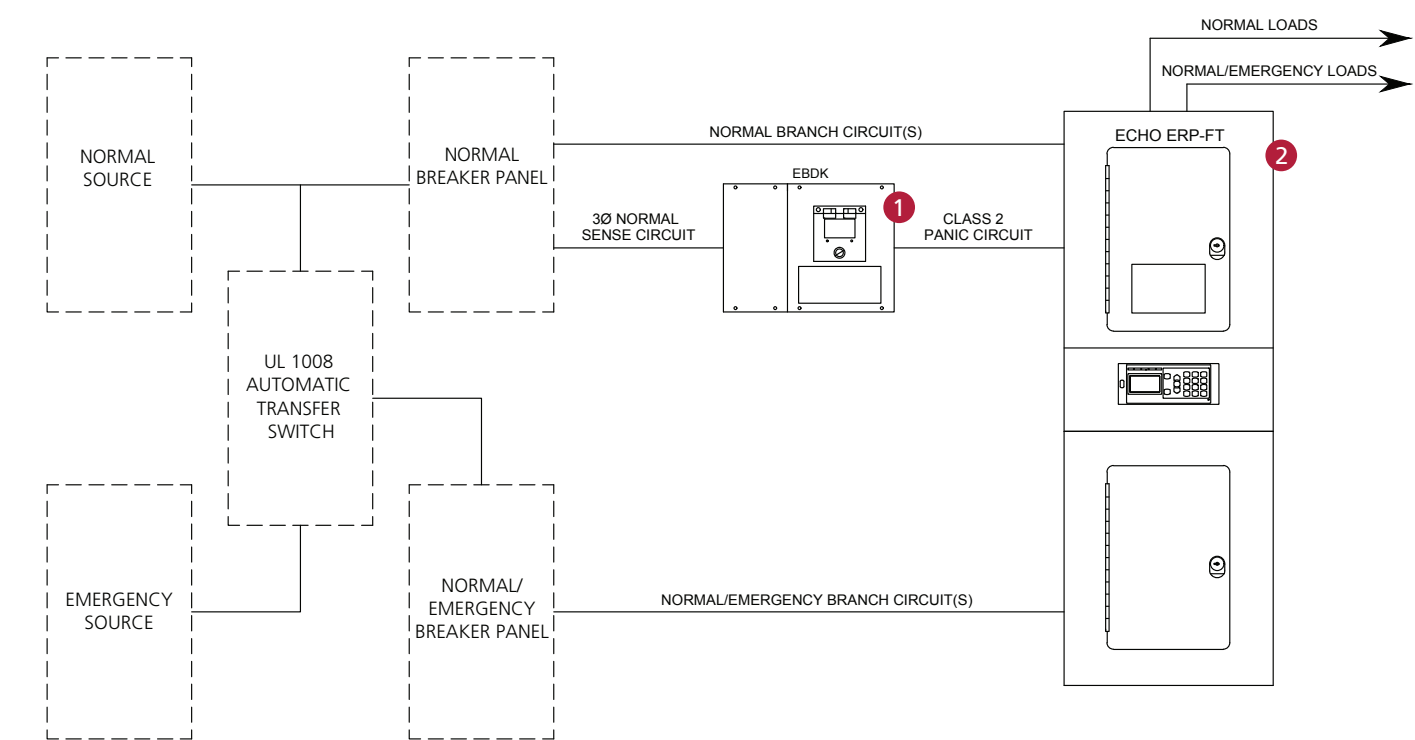 NORMAL LOADS
NORMAL/EMERGENCY LOADS
NORMAL
SOURCE
NORMAL
BREAKER PANEL
NORMAL BRANCH CIRCUIT(S)
3Ø NORMAL
SENSE CIRCUIT
EBDK
1
CLASS 2
PANIC CIRCUIT
ECHO ERP-FT
2
UL 1008
AUTOMATIC
TRANSFER
SWITCH
EMERGENCY
SOURCE
NORMAL/
EMERGENCY
BREAKER PANEL
NORMAL/EMERGENCY BRANCH CIRCUIT(S)